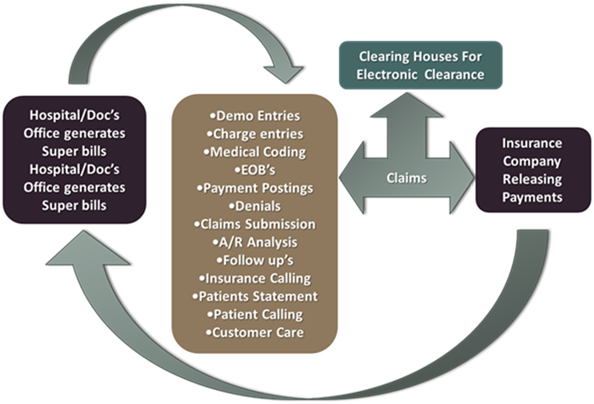 Clearing Houses For
Electronic Clearance
Hospital/Doc's
Office generates
Super bills
Hospital/Doc's
Office generates
Super bills
•Demo Entries
•Charge entries
•Medical Coding
•EOB's
•Payment Postings
•Denials
•Claims Submission
•A/R Analysis
•Follow up's
•Insurance Calling
•Patients Statement
•Patient Calling
•Customer Care
Claims
Insurance
Company
Releasing
Payments